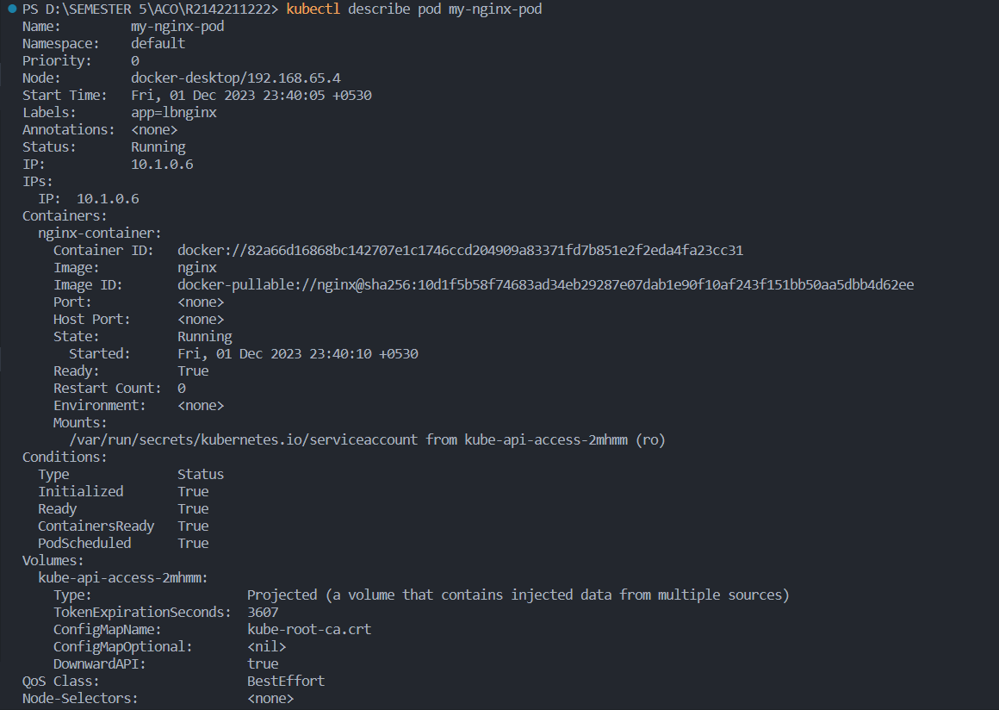 PS D:\SEMESTER 5\ACO\R2142211222> kubectl describe pod my-nginx-pod
Name:         my-nginx-pod
Namespace:    default
Priority:     0
Node:         docker-desktop/192.168.65.4
Start Time:   Fri, 01 Dec 2023 23:40:05 +0530
Labels:       app=lbnginx
Annotations:  <none>
Status:       Running
IP:           10.1.0.6
IPs:
  IP:  10.1.0.6
Containers:
  nginx-container:
    Container ID:   docker://82a66d16868bc142707e1c1746ccd204909a83371fd7b851e2f2eda4fa23cc31
    Image:          nginx
    Image ID:       docker-pullable://nginx@sha256:10d1f5b58f74683ad34eb29287e07dab1e90f10af243f151bb50aa5dbb4d62ee
    Port:           <none>
    Host Port:      <none>
    State:          Running
      Started:      Fri, 01 Dec 2023 23:40:10 +0530
    Ready:          True
    Restart Count:  0
    Environment:    <none>
    Mounts:
      /var/run/secrets/kubernetes.io/serviceaccount from kube-api-access-2mhmm (ro)
Conditions:
  Type              Status
  Initialized       True
  Ready             True
  ContainersReady   True
  PodScheduled      True
Volumes:
  kube-api-access-2mhmm:
    Type:                    Projected (a volume that contains injected data from multiple sources)
    TokenExpirationSeconds:  3607
    ConfigMapName:           kube-root-ca.crt
    ConfigMapOptional:       <nil>
    DownwardAPI:             true
QoS Class:                   BestEffort
Node-Selectors:              <none>